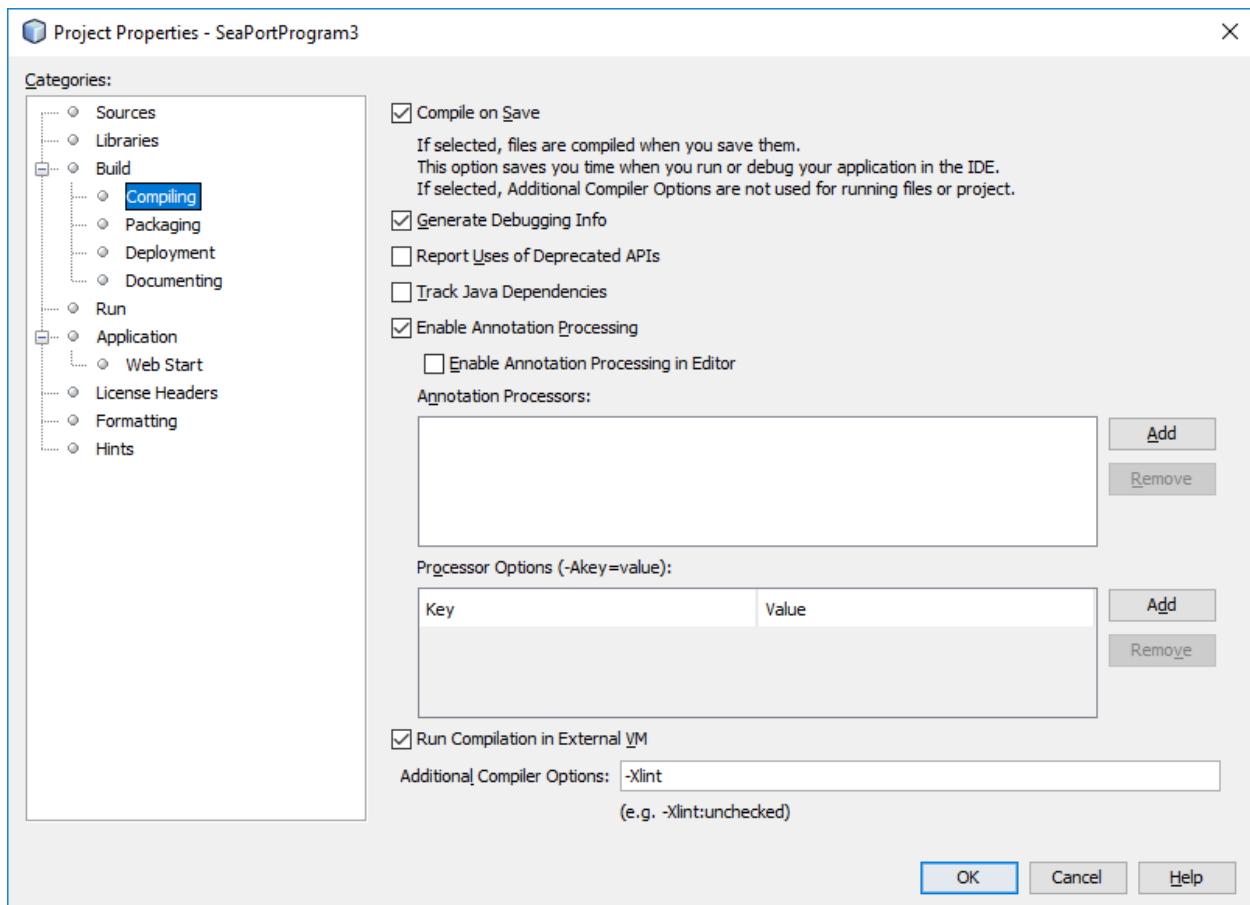 Project Properties - SeaPortProgram3
Categories:
Sources
Libraries
Build
Compiling
Packaging
Deployment
Documenting
Run
Application
Web Start
License Headers
Formatting
Hints
Compile on Save
If selected, files are compiled when you save them.
This option saves you time when you run or debug your application in the IDE.
If selected, Additional Compiler Options are not used for running files or project.
Generate Debugging Info
Report Uses of Deprecated APIs
Track Java Dependencies
Enable Annotation Processing
Enable Annotation Processing in Editor
Annotation Processors:
Add
Remove
Processor Options (-Akey=value):
Key Value
Add
Remove
Run Compilation in External VM
Additional Compiler Options: -Xlint
(e.g. -Xlint:unchecked)
OK Cancel Help